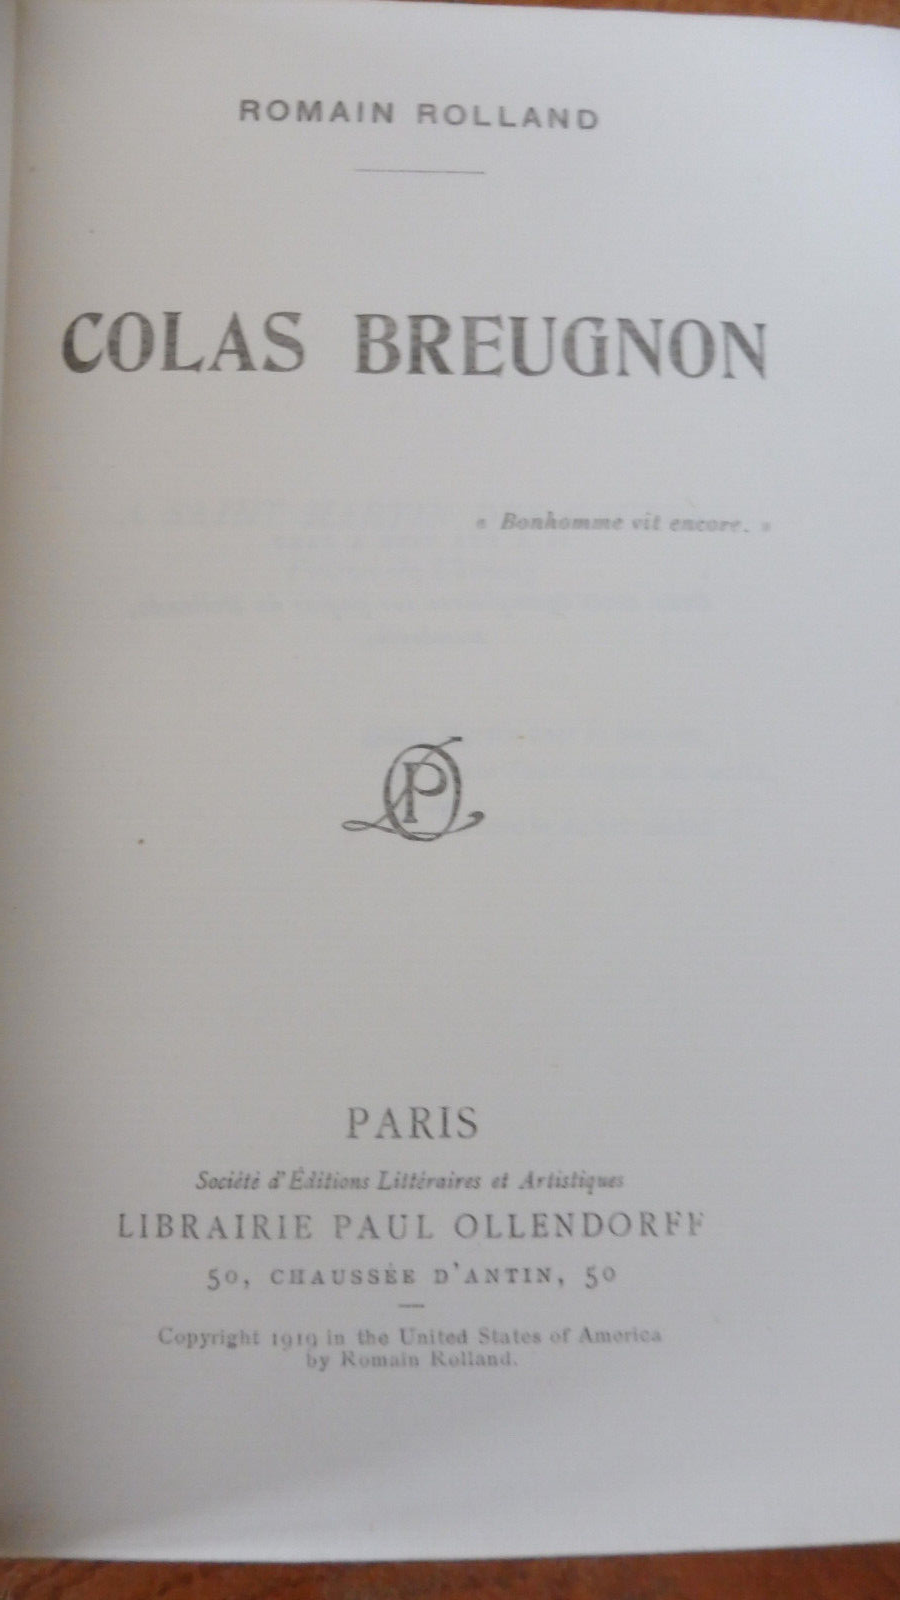 ROMAIN ROLLAND
COLAS BREUGNON
« Bonhomme vit encore. »
PARIS
Société d'Éditions Littéraires et Artistiques
LIBRAIRIE PAUL OLLENDORFF
50, CHAUSSÉE D'ANTIN, 50
Copyright 1919 in the United States of America
by Romain Rolland.